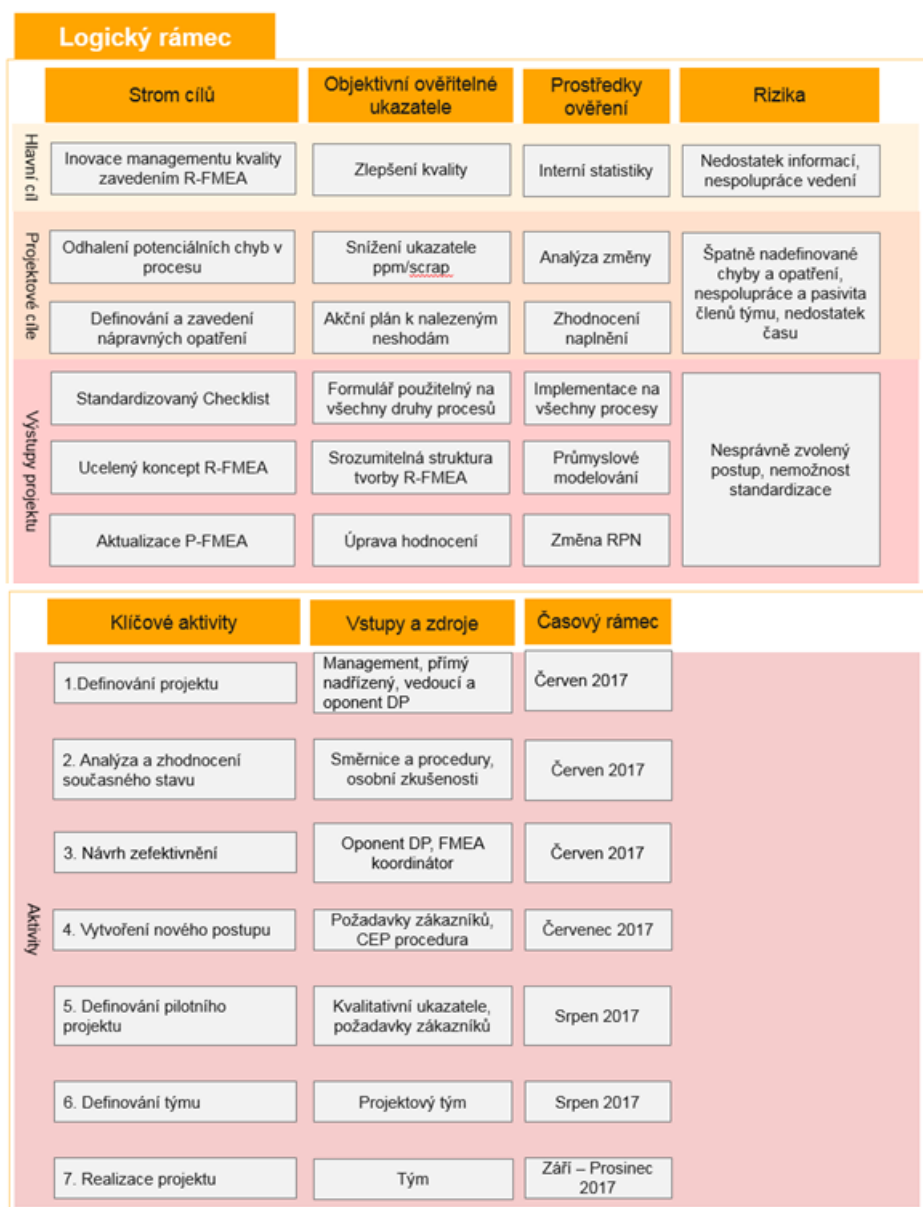 Logický rámec
Strom cílů
Objektivní ověřitelné
ukazatele
Prostředky
ověření
Rizika
Hlavní cíl
Inovace managementu kvality
zavedením R-FMEA
Zlepšení kvality
Interní statistiky
Nedostatek informací,
nespolupráce vedení
Projektové cíle
Odhalení potenciálních chyb v
procesu
Snížení ukazatele
ppm/scrap
Analýza změny
Špatně nadefinované
chyby a opatření,
nespolupráce a pasivita
členů týmu, nedostatek
času
Definování a zavedení
nápravných opatření
Akční plán k nalezeným
neshodám
Zhodnocení
naplnění
Výstupy projektu
Standardizovaný Checklist
Formulář použitelný na
všechny druhy procesů
Implementace na
všechny procesy
Nesprávně zvolený
postup, nemožnost
standardizace
Ucelený koncept R-FMEA
Srozumitelná struktura
tvorby R-FMEA
Průmyslové
modelování
Aktualizace P-FMEA
Úprava hodnocení
Změna RPN
Klíčové aktivity
Vstupy a zdroje
Časový rámec
Aktivity
1.Definování projektu
Management, přímý
nadřízený, vedoucí a
oponent DP
Červen 2017
2. Analýza a zhodnocení
současného stavu
Směrnice a procedury,
osobní zkušenosti
Červen 2017
3. Návrh zefektivnění
Oponent DP, FMEA
koordinátor
Červen 2017
4. Vytvoření nového postupu
Požadavky zákazníků,
CEP procedura
Červenec 2017
5. Definování pilotního
projektu
Kvalitativní ukazatele,
požadavky zákazníků
Srpen 2017
6. Definování týmu
Projektový tým
Srpen 2017
7. Realizace projektu
Tým
Září – Prosinec
2017